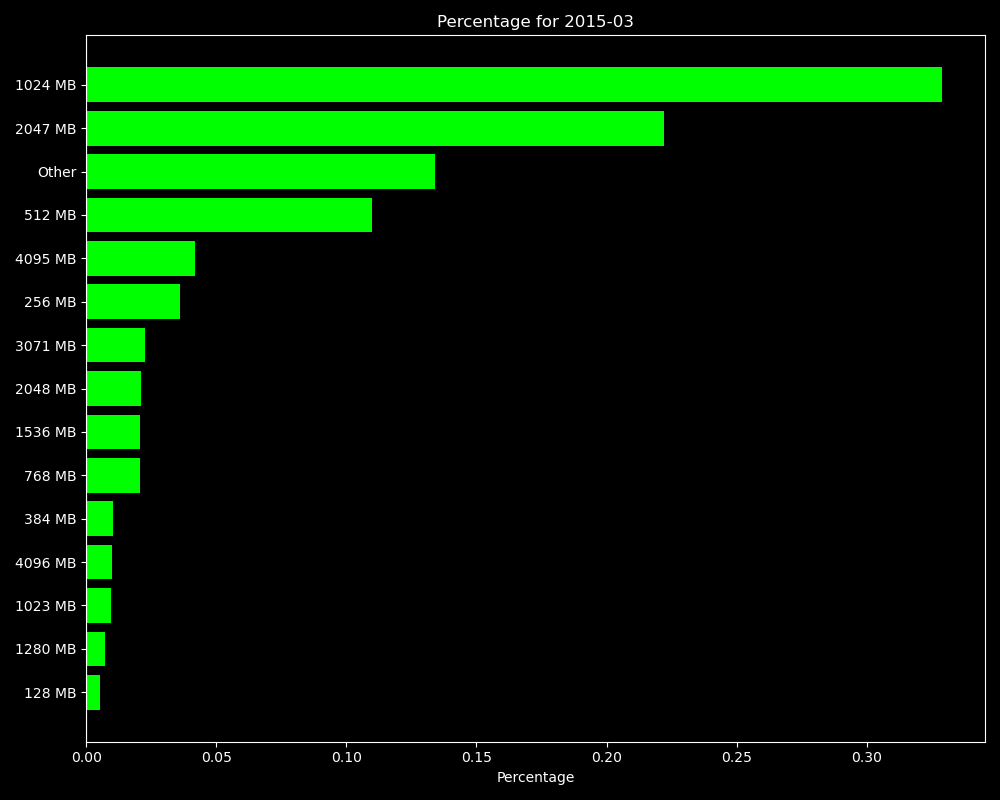 Percentage for 2015-03
1024 MB
2047 MB
Other
512 MB
4095 MB
256 MB
3071 MB
2048 MB
1536 MB
768 MB
384 MB
4096 MB
1023 MB
1280 MB
128 MB
0.00 0.05 0.10 0.15 0.20 0.25 0.30
Percentage